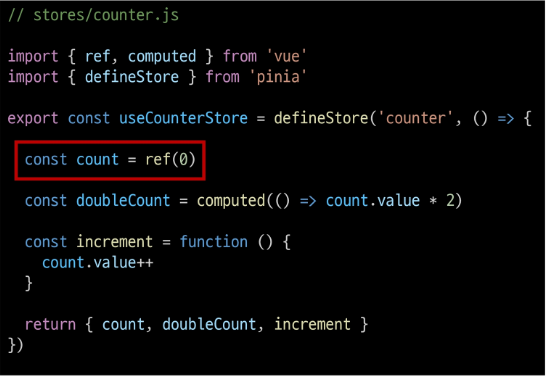 // stores/counter.js
import { ref, computed } from 'vue'
import { defineStore } from 'pinia'
export const useCounterStore = defineStore('counter', () => {
const count = ref(0)
const doubleCount = computed(() => count.value * 2)
const increment = function () {
count.value++
}
return { count, doubleCount, increment }
})